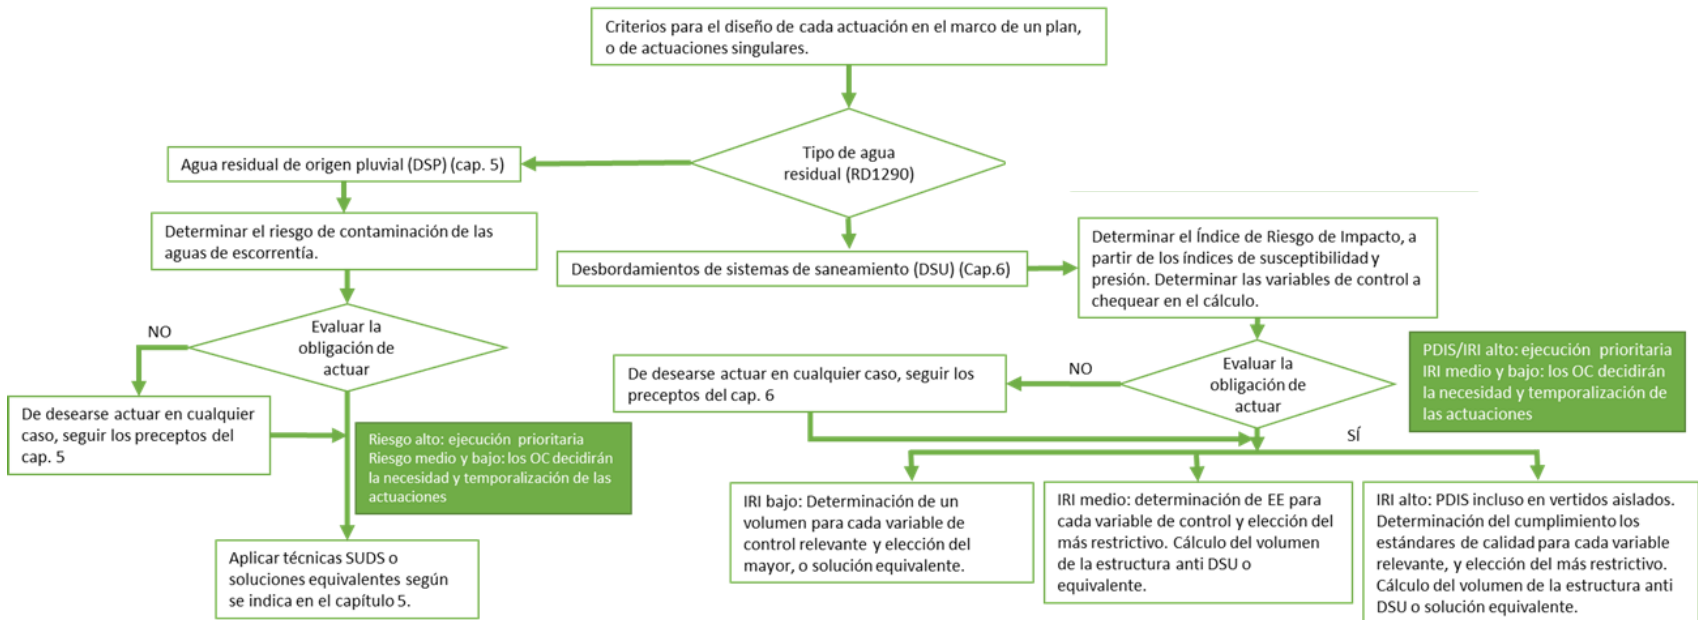 Criterios para el diseño de cada actuación en el marco de un plan,
o de actuaciones singulares.
Tipo de agua
residual (RD1290)
Agua residual de origen pluvial (DSP) (cap. 5)
Determinar el riesgo de contaminación de las
aguas de escorrentía.
Evaluar la
obligación de
actuar
NO
De desearse actuar en cualquier
caso, seguir los preceptos del
cap. 5
Riesgo alto: ejecución prioritaria
Riesgo medio y bajo: los OC decidirán
la necesidad y temporalización de las
actuaciones
Aplicar técnicas SUDS o
soluciones equivalentes según
se indica en el capítulo 5.
Desbordamientos de sistemas de saneamiento (DSU) (Cap.6)
Determinar el Índice de Riesgo de Impacto, a
partir de los índices de susceptibilidad y
presión. Determinar las variables de control a
chequear en el cálculo.
Evaluar la
obligación de
actuar
NO
De desearse actuar en cualquier caso, seguir los
preceptos del cap. 6
PDIS/IRI alto: ejecución prioritaria
IRI medio y bajo: los OC decidirán
la necesidad y temporalización de
las actuaciones
SÍ
IRI bajo: Determinación de un
volumen para cada variable de
control relevante y elección del
mayor, o solución equivalente.
IRI medio: determinación de EE para
cada variable de control y elección del
más restrictivo. Cálculo del volumen
de la estructura anti DSU o
equivalente.
IRI alto: PDIS incluso en vertidos aislados.
Determinación del cumplimiento los
estándares de calidad para cada variable
relevante, y elección del más restrictivo.
Cálculo del volumen de la estructura anti
DSU o solución equivalente.